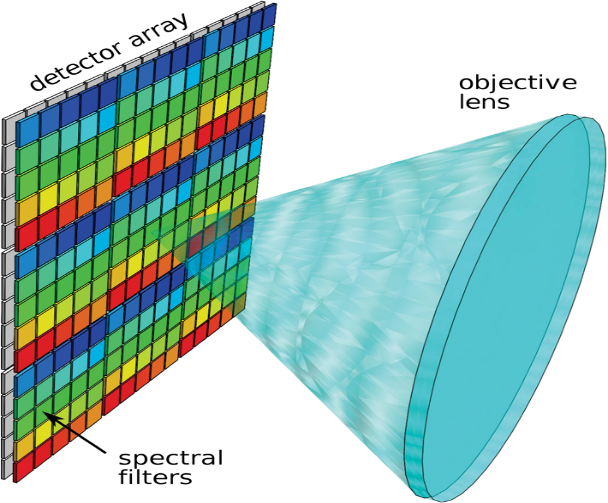 detector array
objective
lens
spectral
filters